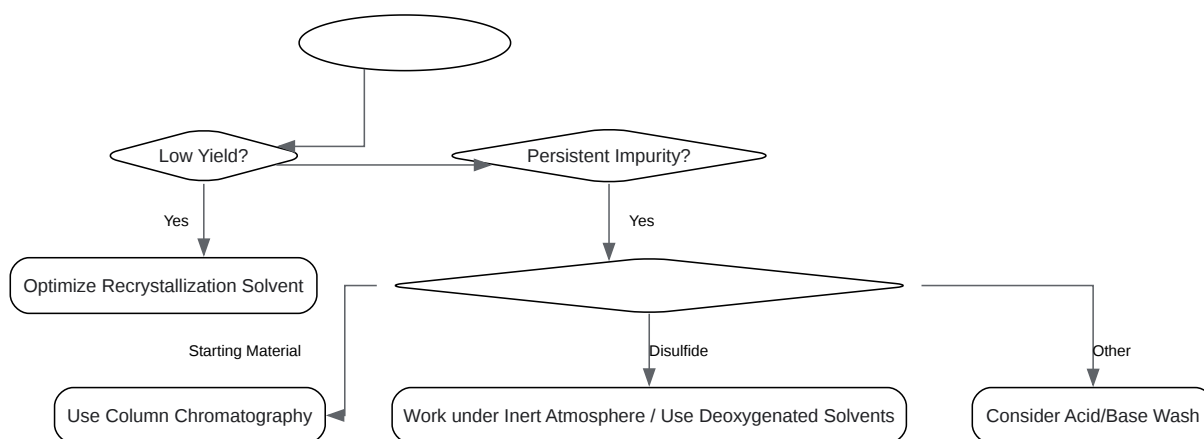 Low Yield?
Persistent Impurity?
Yes
Yes
Optimize Recrystallization Solvent
Starting Material
Disulfide
Other
Use Column Chromatography
Work under Inert Atmosphere / Use Deoxygenated Solvents
Consider Acid/Base Wash